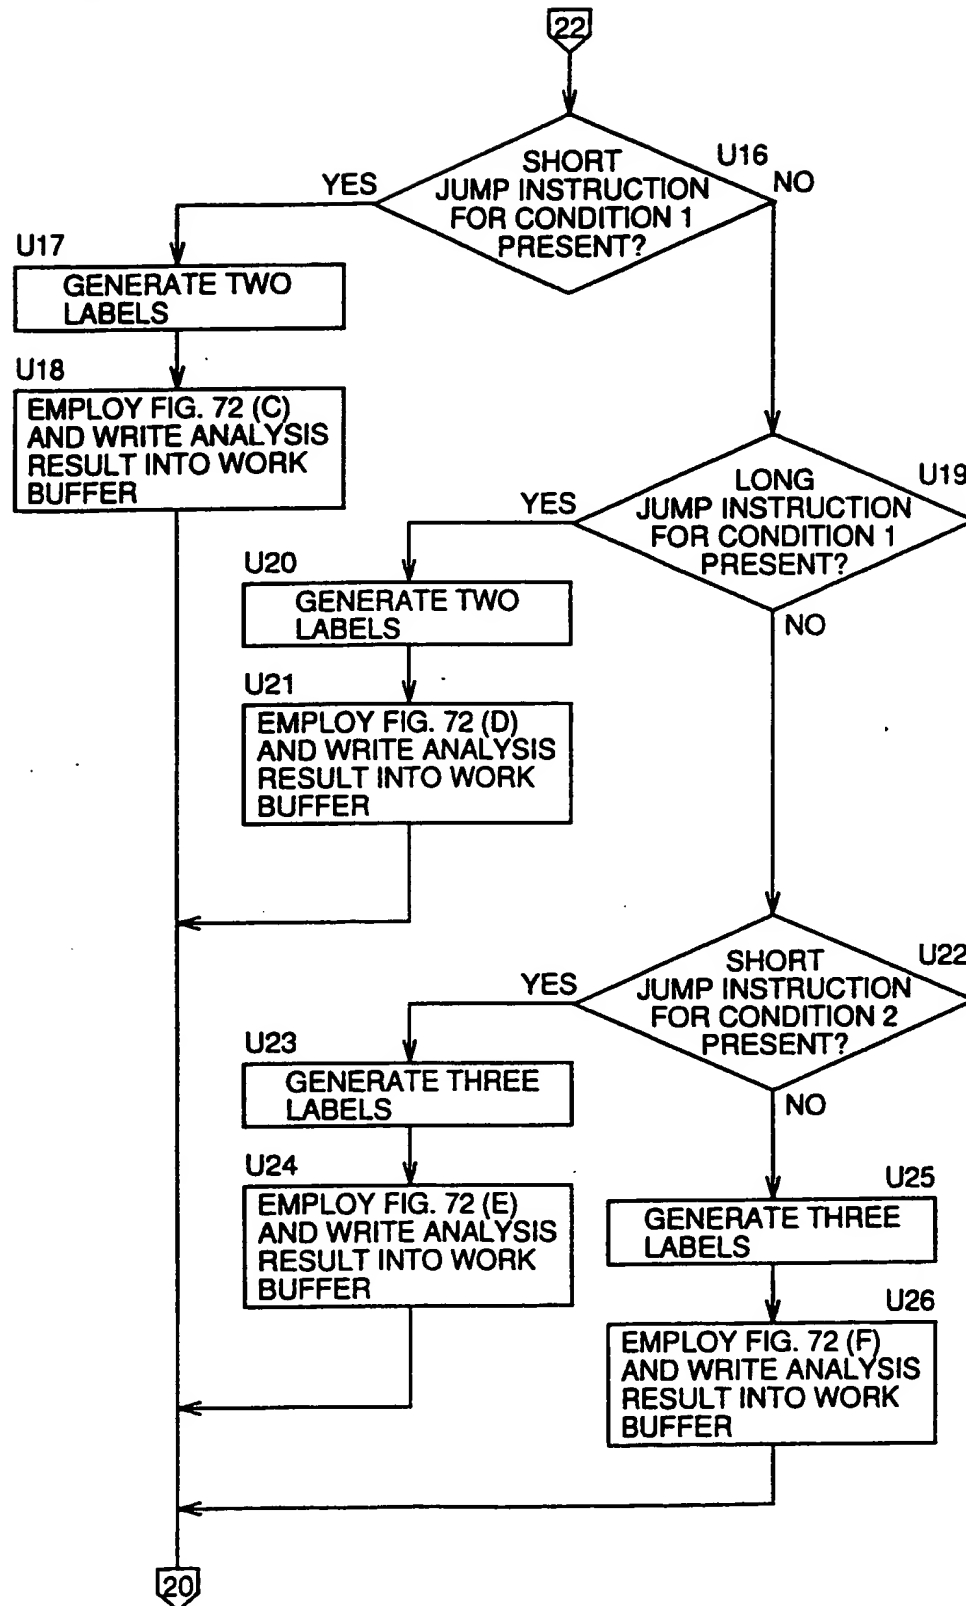 22
SHORT
JUMP INSTRUCTION
FOR CONDITION 1
PRESENT?
U16
YES
NO
U17
GENERATE TWO
LABELS
U18
EMPLOY FIG. 72 (C)
AND WRITE ANALYSIS
RESULT INTO WORK
BUFFER
LONG
JUMP INSTRUCTION
FOR CONDITION 1
PRESENT?
U19
YES
NO
U20
GENERATE TWO
LABELS
U21
EMPLOY FIG. 72 (D)
AND WRITE ANALYSIS
RESULT INTO WORK
BUFFER
SHORT
JUMP INSTRUCTION
FOR CONDITION 2
PRESENT?
U22
YES
NO
U23
GENERATE THREE
LABELS
U24
EMPLOY FIG. 72 (E)
AND WRITE ANALYSIS
RESULT INTO WORK
BUFFER
U25
GENERATE THREE
LABELS
U26
EMPLOY FIG. 72 (F)
AND WRITE ANALYSIS
RESULT INTO WORK
BUFFER
20